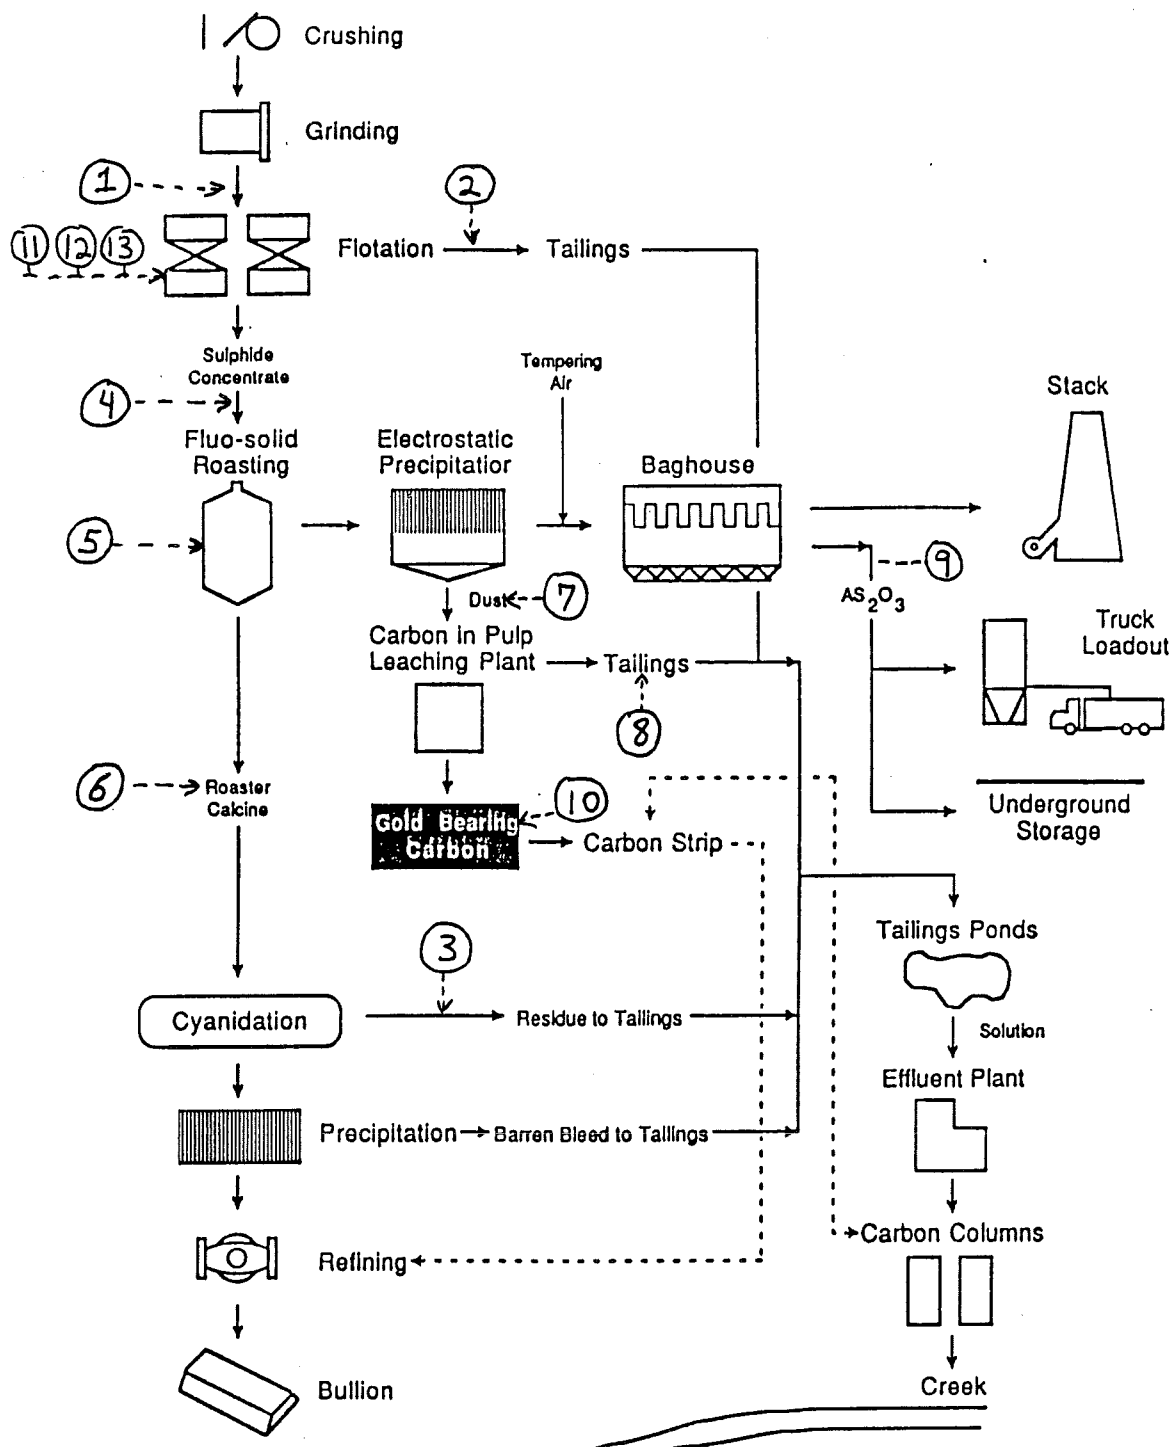 Crushing
Grinding
1
2
11 12 13
Flotation
Tailings
Sulphide
Concentrate
Tempering
Air
4
Stack
Fluo-solid
Roasting
Electrostatic
Precipitatior
Baghouse
5
9
AS2O3
Dust
7
Carbon in Pulp
Leaching Plant
Tailings
Truck
Loadout
8
6
Roaster
Calcine
10
Gold Bearing
Carbon
Carbon Strip
Underground
Storage
3
Tailings Ponds
Cyanidation
Residue to Tailings
Solution
Effluent Plant
Precipitation
Barren Bleed to Tailings
Refining
Carbon Columns
Bullion
Creek